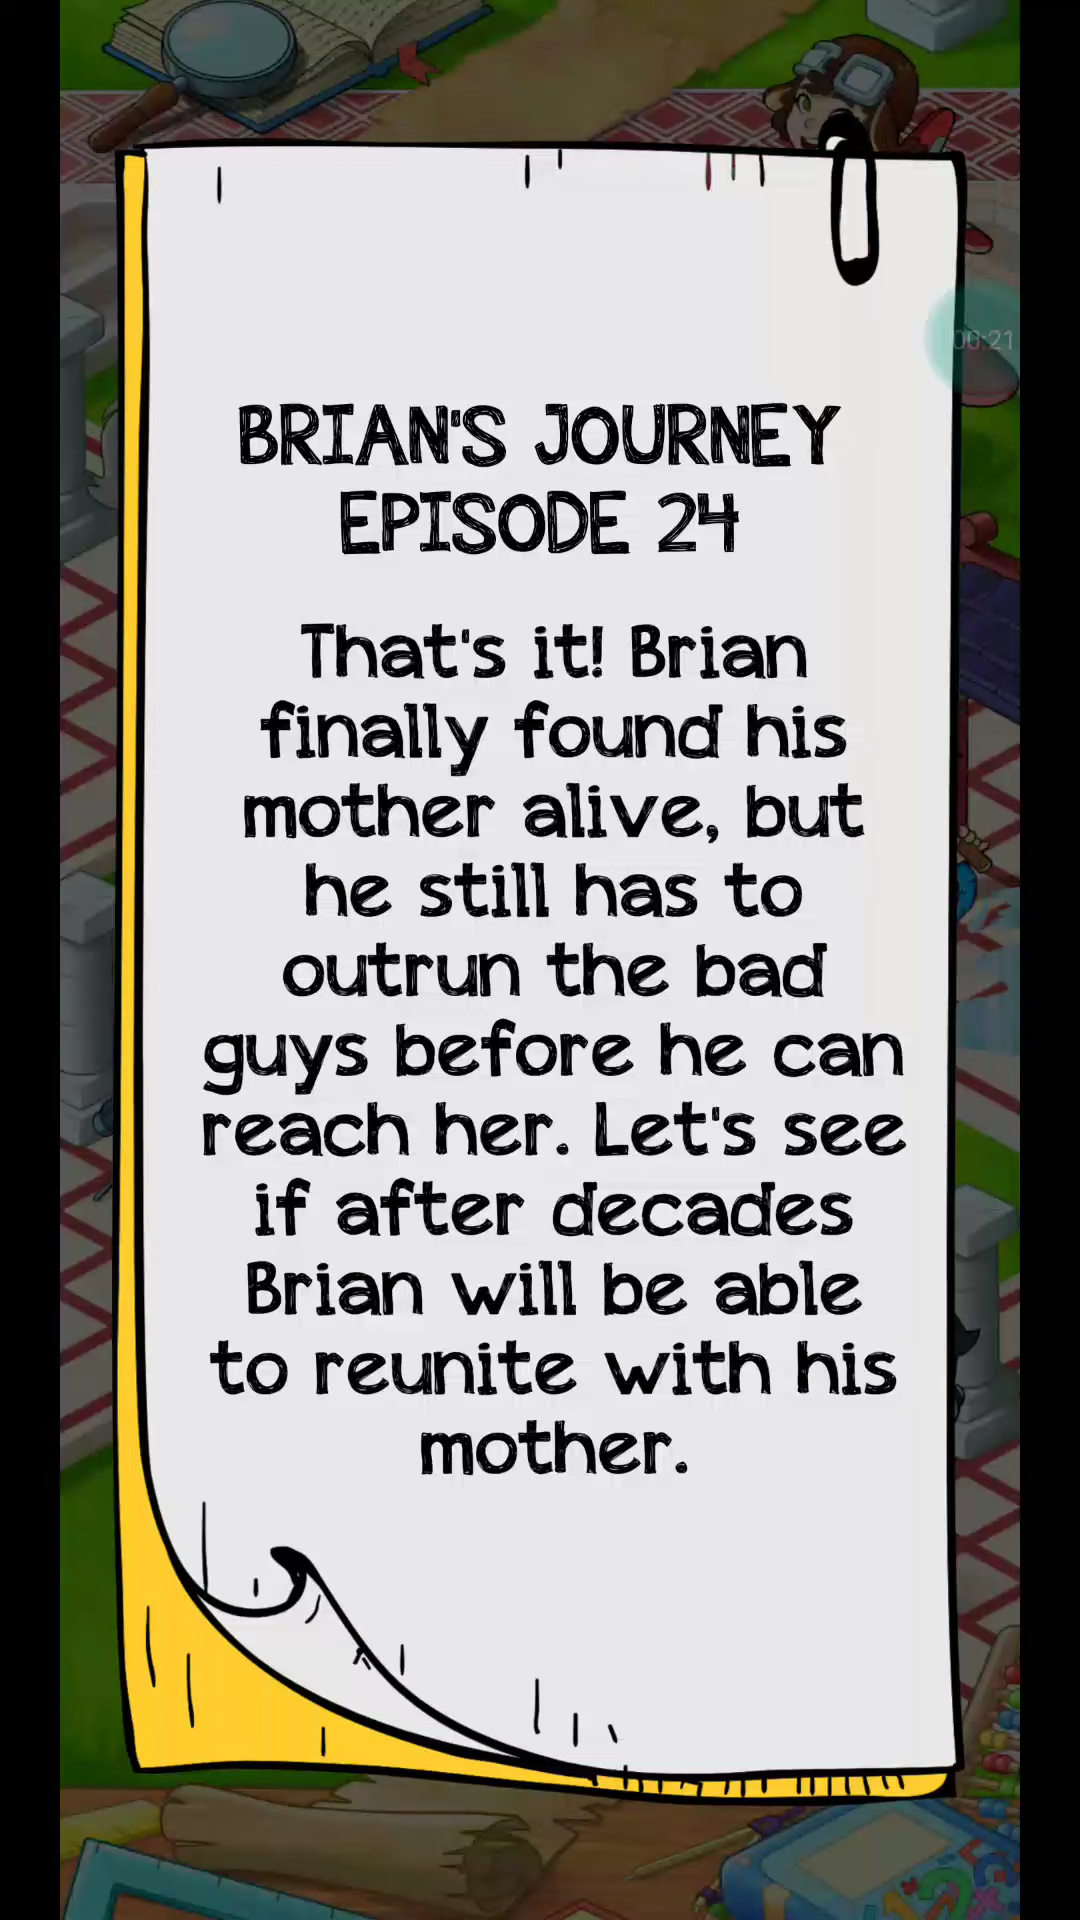 00:21
BRIAN'S JOURNEY
EPISODE 24
That's it! Brian
finally found his
mother alive, but
he still has to
outrun the bad
guys before he can
reach her. Let's see
if after decades
Brian will be able
to reunite with his
mother.